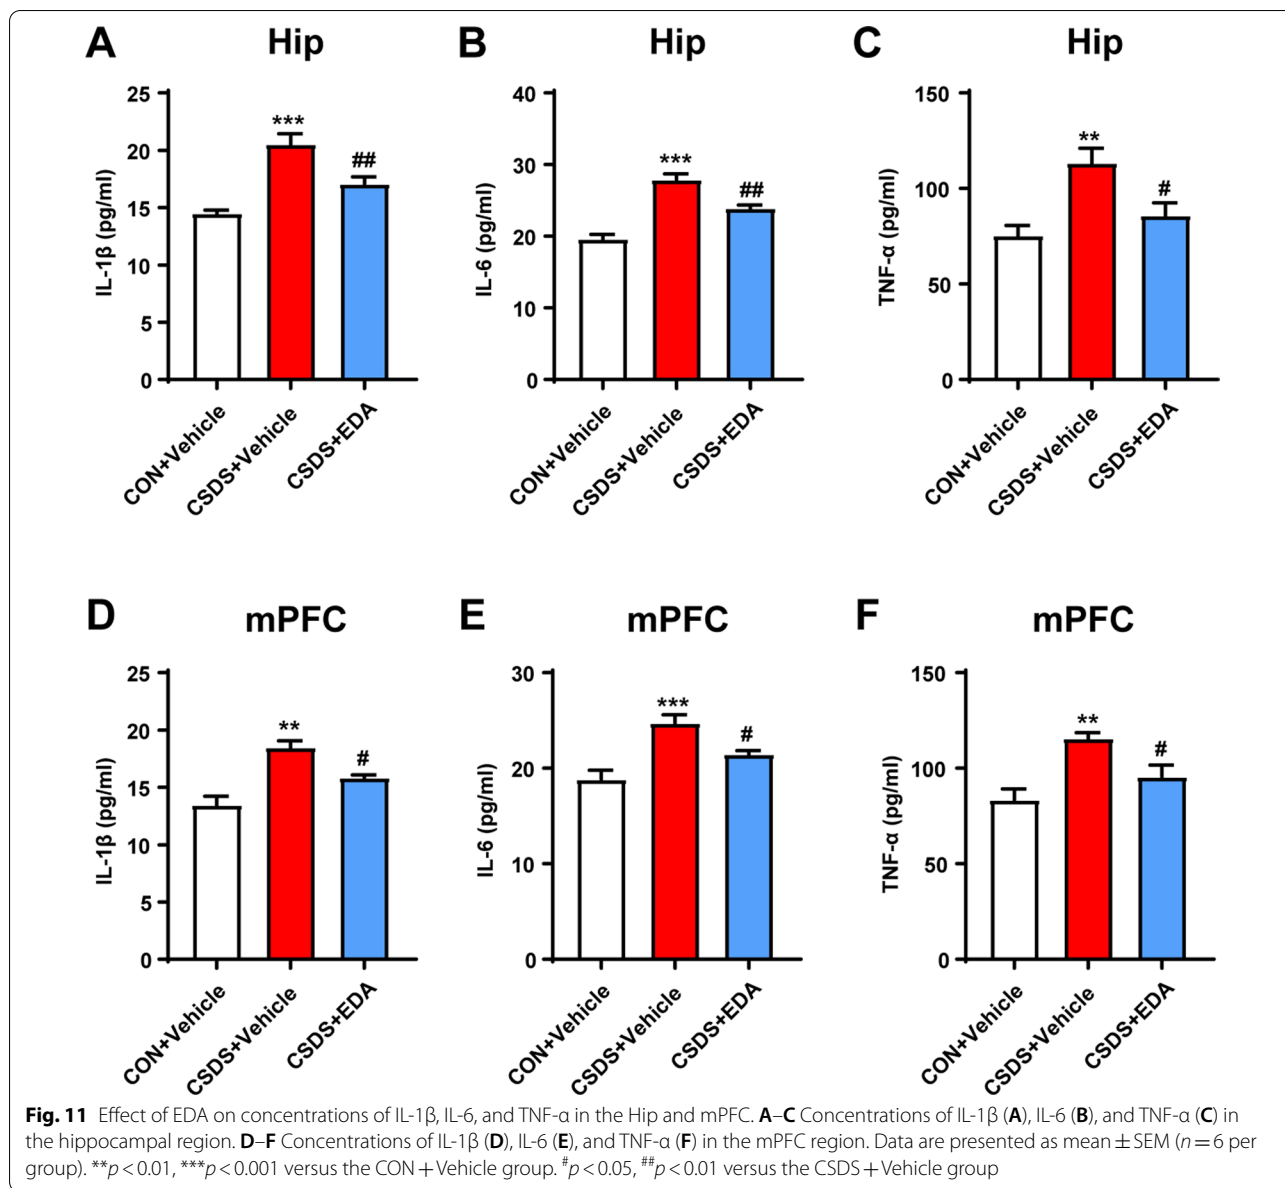 A Hip
25
20
15
10
5
0
IL-1β (pg/ml)
***
##
CON+Vehicle
CSDS+Vehicle
CSDS+EDA
B Hip
40
30
20
10
0
IL-6 (pg/ml)
***
##
CON+Vehicle
CSDS+Vehicle
CSDS+EDA
C Hip
150
100
50
0
TNF-α (pg/ml)
**
#
CON+Vehicle
CSDS+Vehicle
CSDS+EDA
D mPFC
25
20
15
10
5
0
IL-1β (pg/ml)
**
#
CON+Vehicle
CSDS+Vehicle
CSDS+EDA
E mPFC
30
20
10
0
IL-6 (pg/ml)
***
#
CON+Vehicle
CSDS+Vehicle
CSDS+EDA
F mPFC
150
100
50
0
TNF-α (pg/ml)
**
#
CON+Vehicle
CSDS+Vehicle
CSDS+EDA
Fig. 11 Effect of EDA on concentrations of IL-1β, IL-6, and TNF-α in the Hip and mPFC. A–C Concentrations of IL-1β (A), IL-6 (B), and TNF-α (C) in
the hippocampal region. D–F Concentrations of IL-1β (D), IL-6 (E), and TNF-α (F) in the mPFC region. Data are presented as mean ± SEM (n = 6 per
group). **p < 0.01, ***p < 0.001 versus the CON + Vehicle group. #p < 0.05, ##p < 0.01 versus the CSDS + Vehicle group